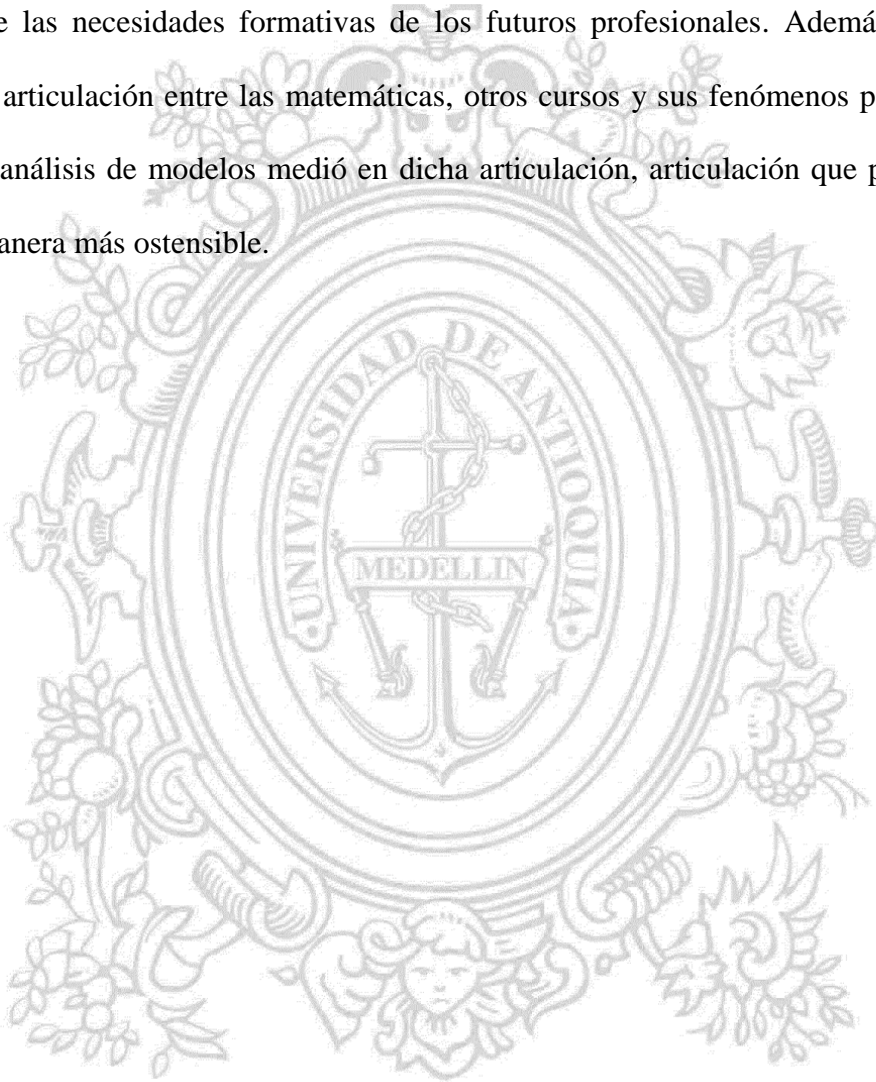 e las necesidades formativas de los futuros profesionales. Ademá
articulación entre las matemáticas, otros cursos y sus fenómenos p
análisis de modelos medió en dicha articulación, articulación que p
anera más ostensible.
UNIVERSIDAD DE ANTIOQUIA
MEDELLIN